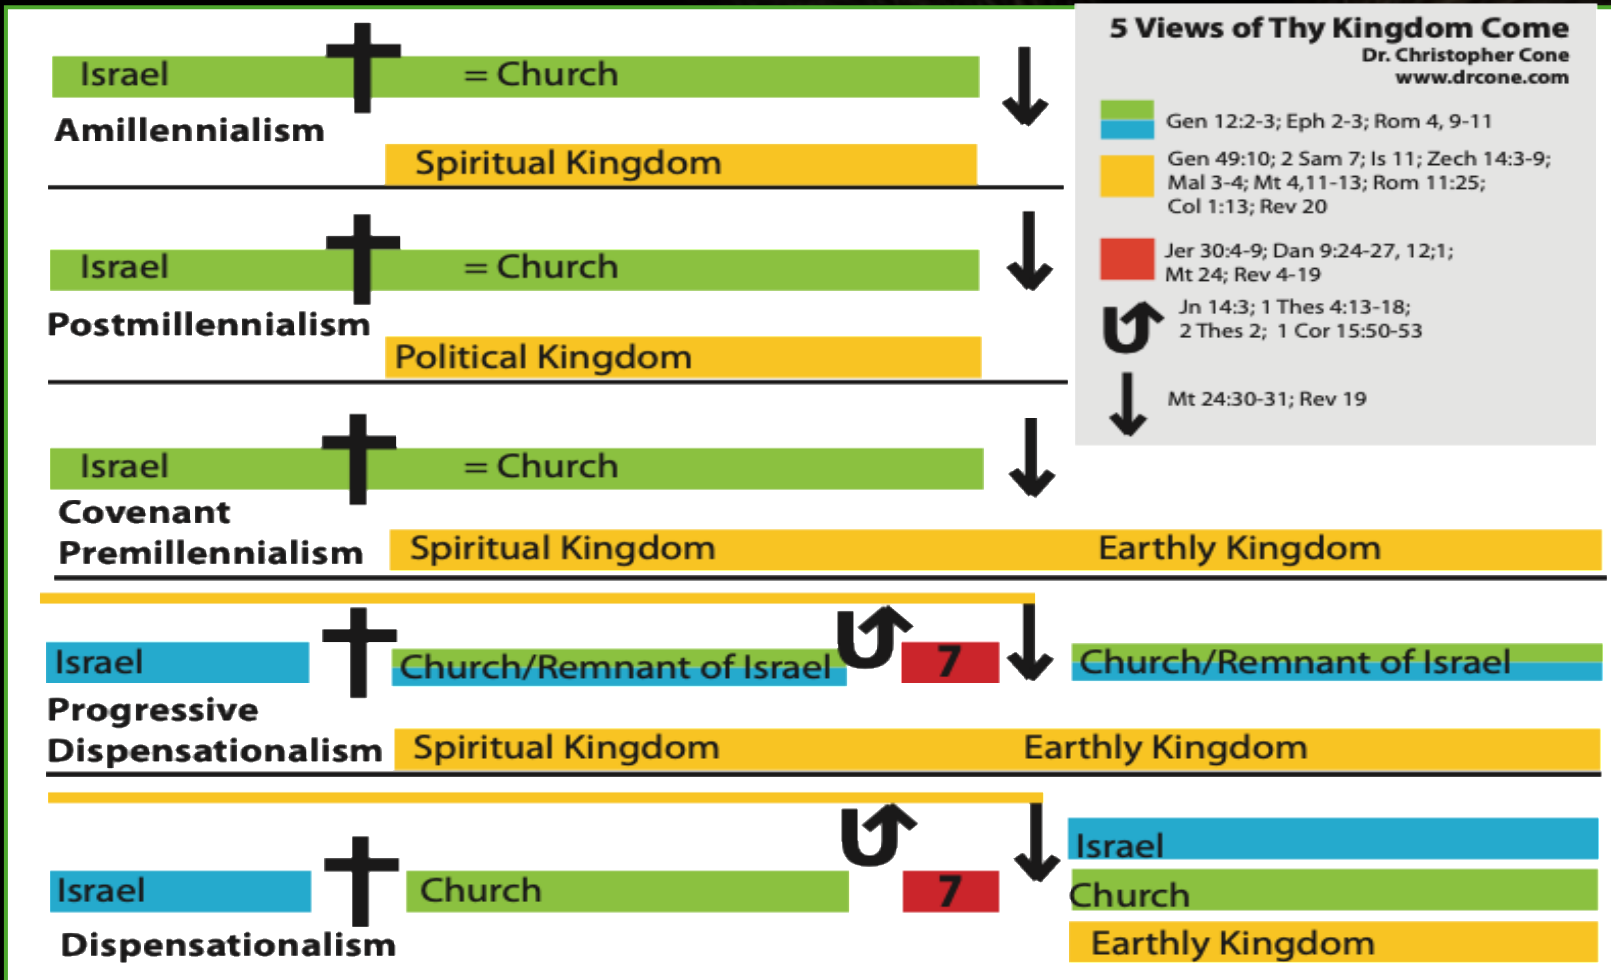 5 Views of Thy Kingdom Come
Dr. Christopher Cone
www.drcone.com
Gen 12:2-3; Eph 2-3; Rom 4, 9-11
Gen 49:10; 2 Sam 7; Is 11; Zech 14:3-9;
Mal 3-4; Mt 4,11-13; Rom 11:25;
Col 1:13; Rev 20
Jer 30:4-9; Dan 9:24-27, 12;1;
Mt 24; Rev 4-19
Jn 14:3; 1 Thes 4:13-18;
2 Thes 2; 1 Cor 15:50-53
Mt 24:30-31; Rev 19
Israel = Church
Amillennialism
Spiritual Kingdom
Israel = Church
Postmillennialism
Political Kingdom
Israel = Church
Covenant
Premillennialism
Spiritual Kingdom Earthly Kingdom
Israel Church/Remnant of Israel 7 Church/Remnant of Israel
Progressive
Dispensationalism
Spiritual Kingdom Earthly Kingdom
Israel
Israel Church 7 Church
Dispensationalism Earthly Kingdom